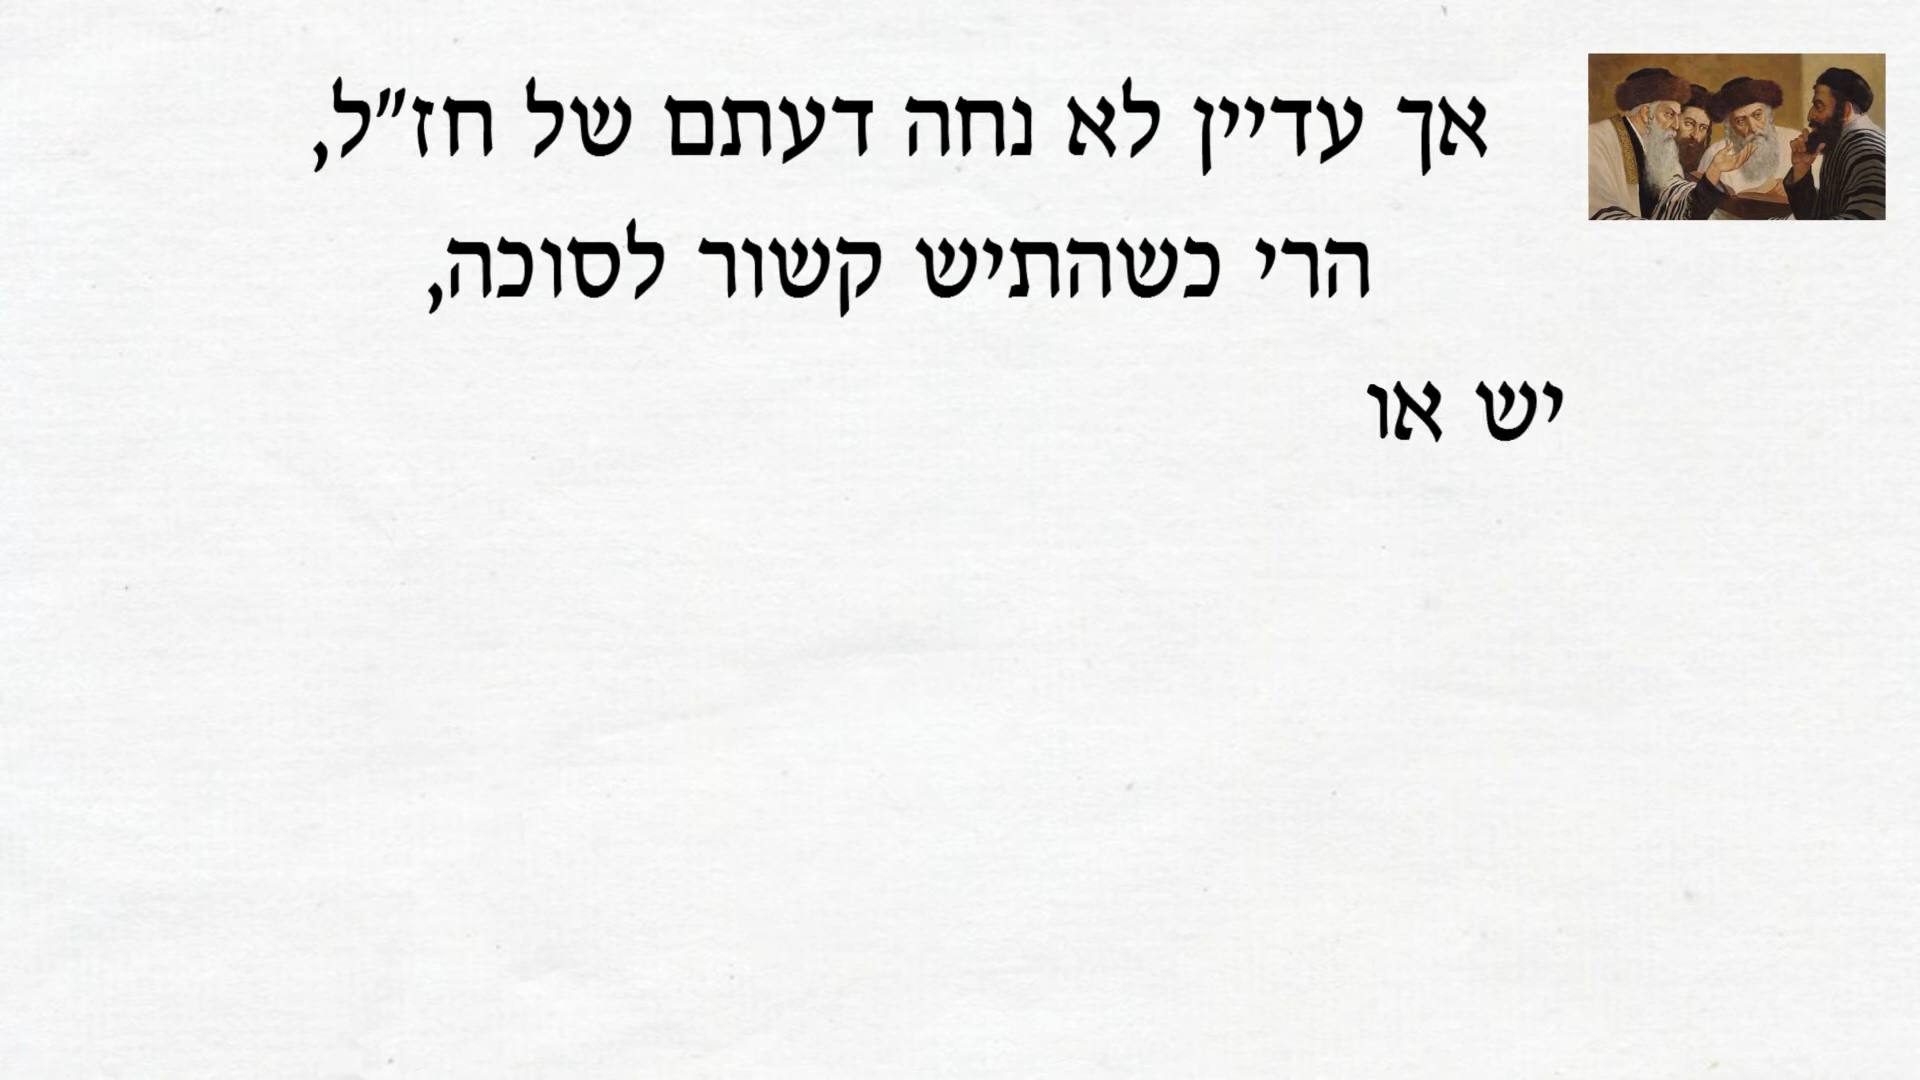 אך עדיין לא נחה דעתם של חז"ל,
הרי כשהתיש קשור לסוכה,
יש או